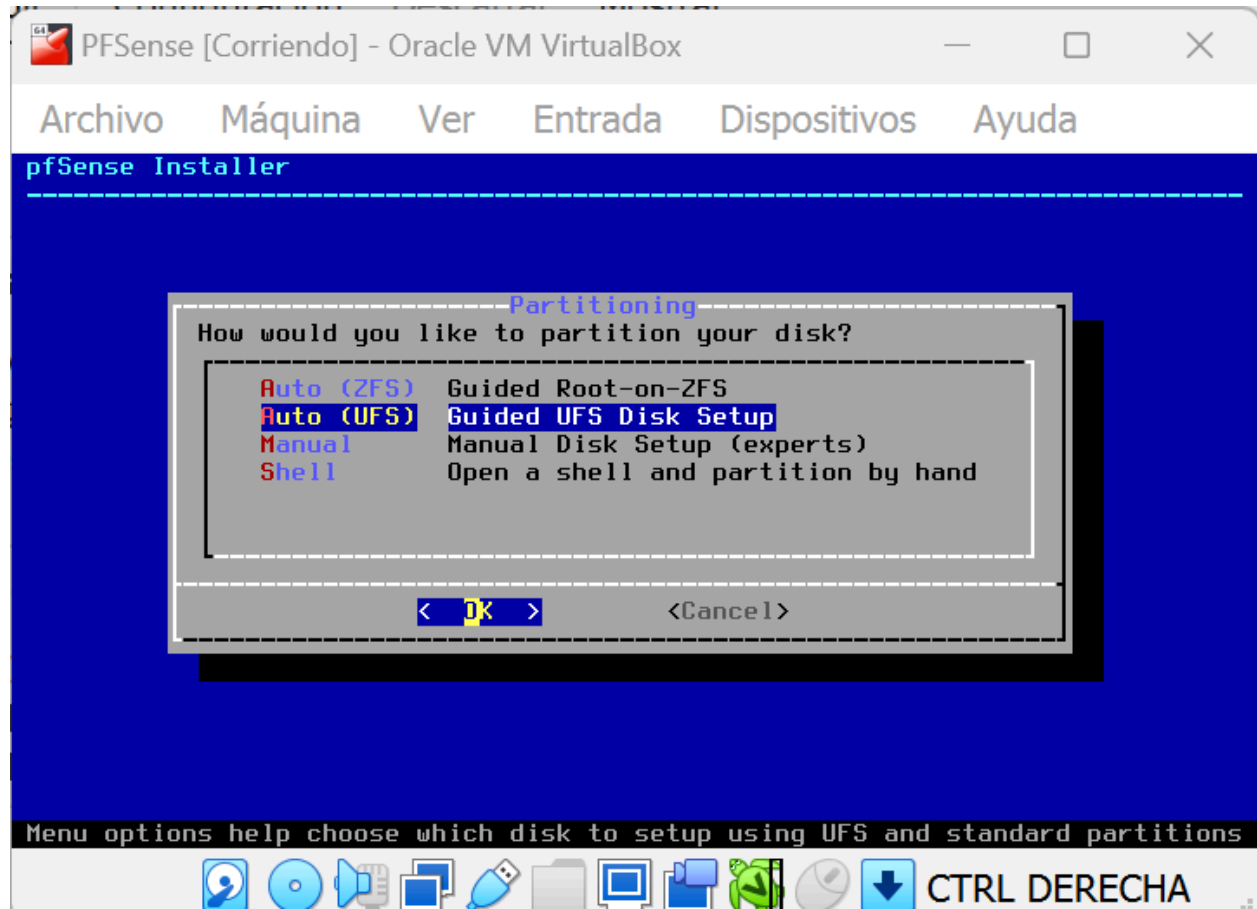 PFSense [Corriendo] - Oracle VM VirtualBox
Archivo Máquina Ver Entrada Dispositivos Ayuda
pfSense Installer
Partitioning
How would you like to partition your disk?
Auto (ZFS) Guided Root-on-ZFS
Auto (UFS) Guided UFS Disk Setup
Manual Manual Disk Setup (experts)
Shell Open a shell and partition by hand
< OK > <Cancel>
Menu options help choose which disk to setup using UFS and standard partitions
CTRL DERECHA